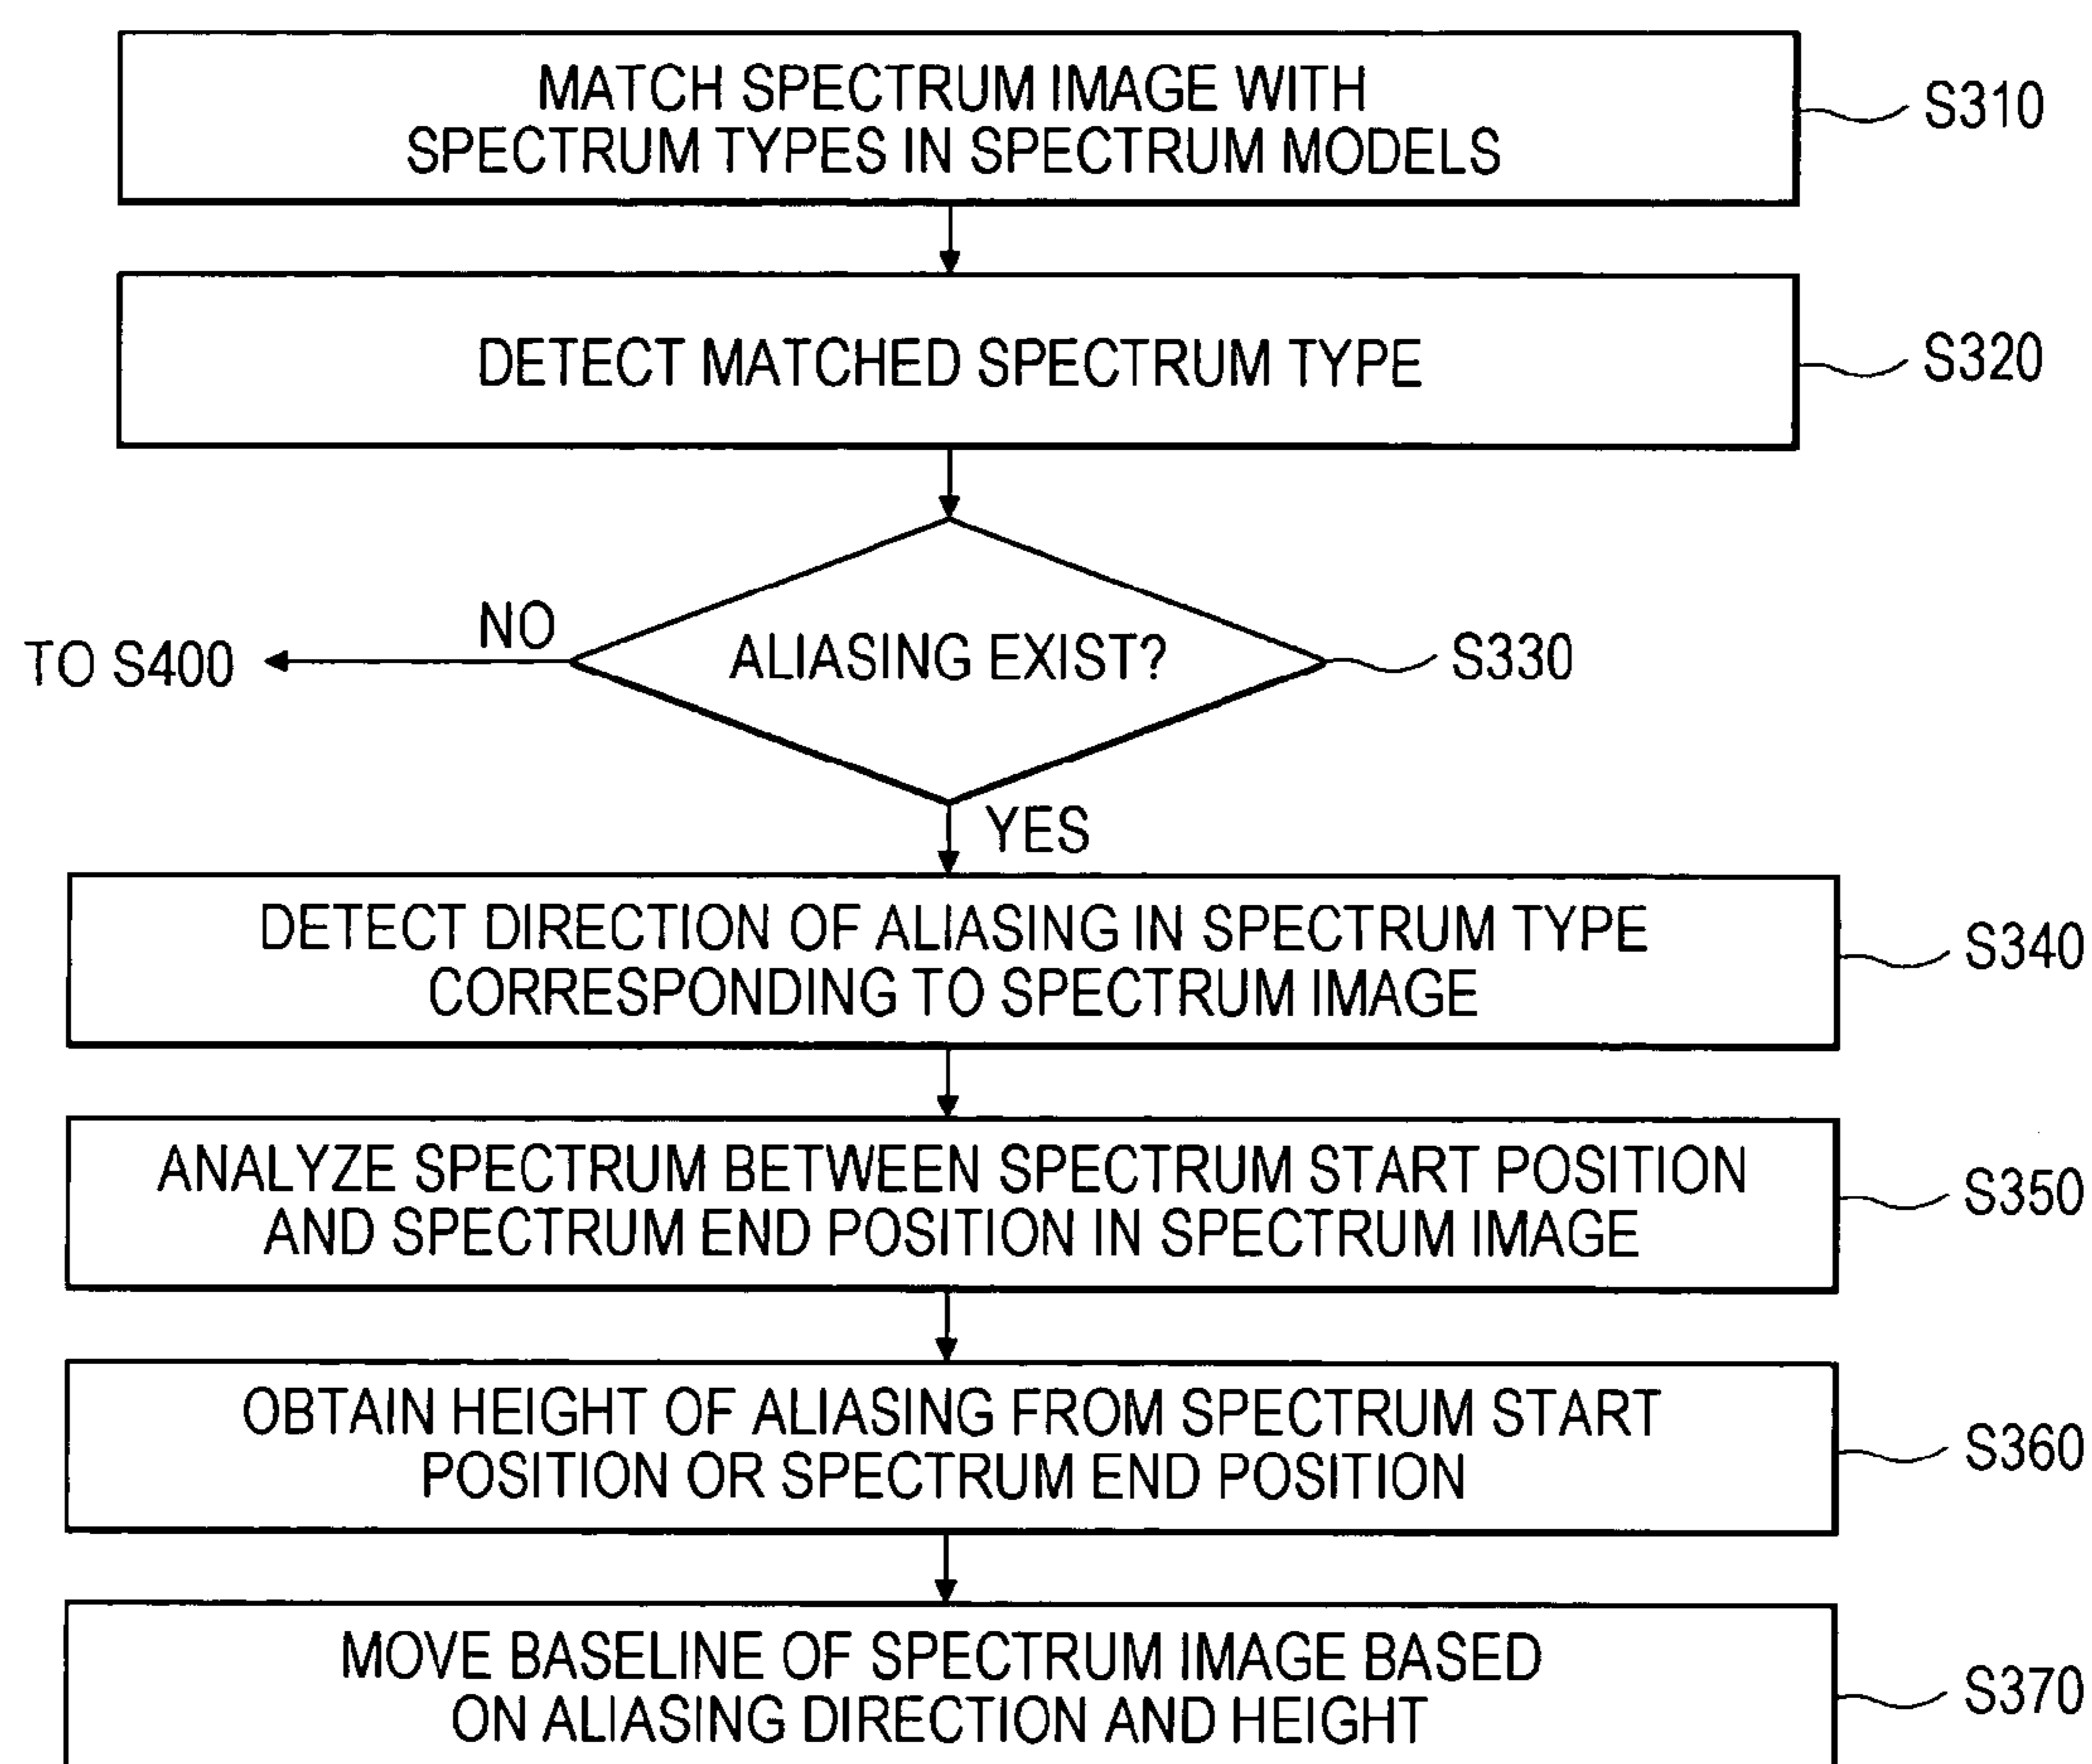 MATCH SPECTRUM IMAGE WITH
SPECTRUM TYPES IN SPECTRUM MODELS
S310
DETECT MATCHED SPECTRUM TYPE
S320
NO
TO S400
ALIASING EXIST?
S330
YES
DETECT DIRECTION OF ALIASING IN SPECTRUM TYPE
CORRESPONDING TO SPECTRUM IMAGE
S340
ANALYZE SPECTRUM BETWEEN SPECTRUM START POSITION
AND SPECTRUM END POSITION IN SPECTRUM IMAGE
S350
OBTAIN HEIGHT OF ALIASING FROM SPECTRUM START
POSITION OR SPECTRUM END POSITION
S360
MOVE BASELINE OF SPECTRUM IMAGE BASED
ON ALIASING DIRECTION AND HEIGHT
S370